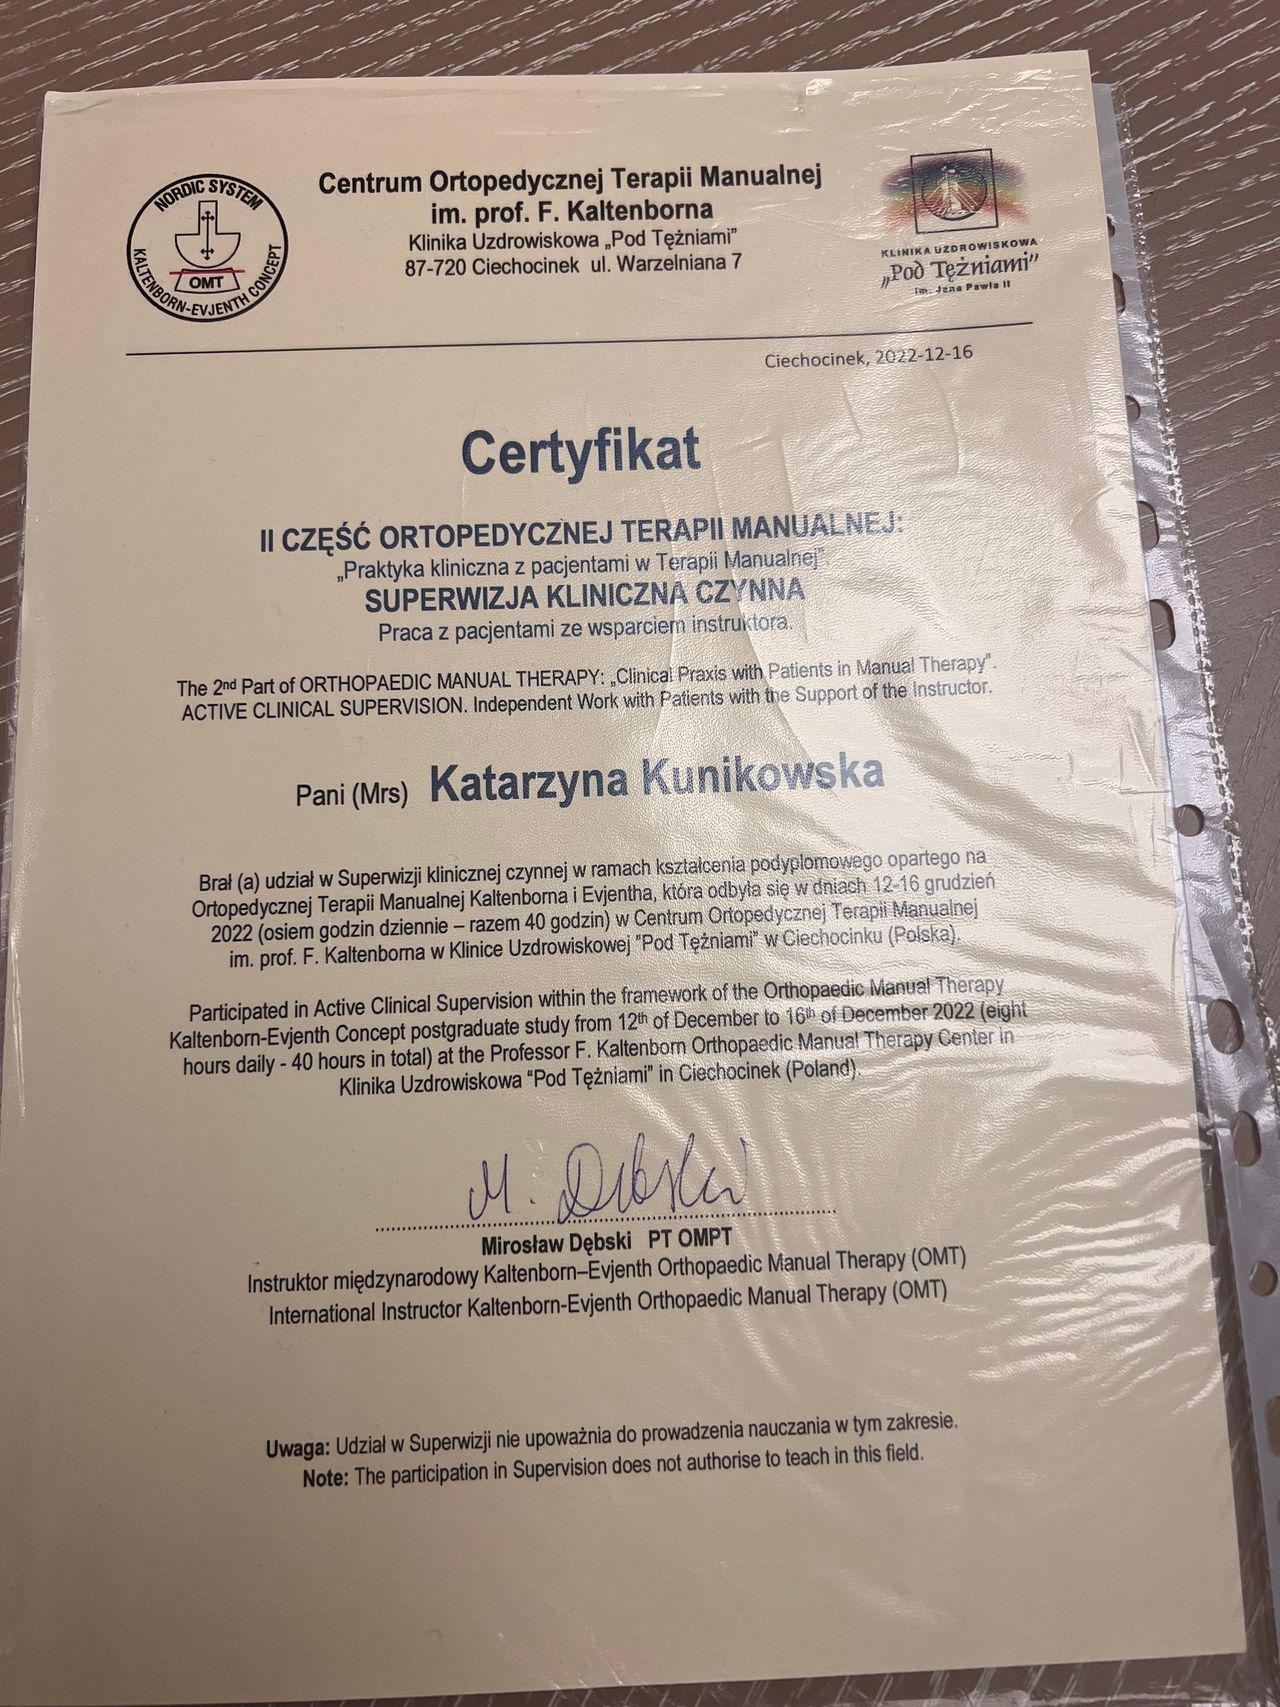 NORDIC SYSTEM
KALTENBORN-EVJENTH CONCEPT
OMT
Centrum Ortopedycznej Terapii Manualnej
im. prof. F. Kaltenborna
Klinika Uzdrowiskowa „Pod Tężniami”
87-720 Ciechocinek ul. Warzelniana 7
KLINIKA UZDROWISKOWA
„Pod Tężniami”
im. Jana Pawła II
Ciechocinek, 2022-12-16
Certyfikat
II CZĘŚĆ ORTOPEDYCZNEJ TERAPII MANUALNEJ:
„Praktyka kliniczna z pacjentami w Terapii Manualnej”.
SUPERWIZJA KLINICZNA CZYNNA
Praca z pacjentami ze wsparciem instruktora.
The 2nd Part of ORTHOPAEDIC MANUAL THERAPY: „Clinical Praxis with Patients in Manual Therapy”.
ACTIVE CLINICAL SUPERVISION. Independent Work with Patients with the Support of the Instructor.
Pani (Mrs) Katarzyna Kunikowska
Brał (a) udział w Superwizji klinicznej czynnej w ramach kształcenia podyplomowego opartego na
Ortopedycznej Terapii Manualnej Kaltenborna i Evjentha, która odbyła się w dniach 12-16 grudzień
2022 (osiem godzin dziennie – razem 40 godzin) w Centrum Ortopedycznej Terapii Manualnej
im. prof. F. Kaltenborna w Klinice Uzdrowiskowej "Pod Tężniami" w Ciechocinku (Polska).
Participated in Active Clinical Supervision within the framework of the Orthopaedic Manual Therapy
Kaltenborn-Evjenth Concept postgraduate study from 12th of December to 16th of December 2022 (eight
hours daily - 40 hours in total) at the Professor F. Kaltenborn Orthopaedic Manual Therapy Center in
Klinika Uzdrowiskowa “Pod Tężniami” in Ciechocinek (Poland).
M. Dębski
Mirosław Dębski PT OMPT
Instruktor międzynarodowy Kaltenborn–Evjenth Orthopaedic Manual Therapy (OMT)
International Instructor Kaltenborn-Evjenth Orthopaedic Manual Therapy (OMT)
Uwaga: Udział w Superwizji nie upoważnia do prowadzenia nauczania w tym zakresie.
Note: The participation in Supervision does not authorise to teach in this field.